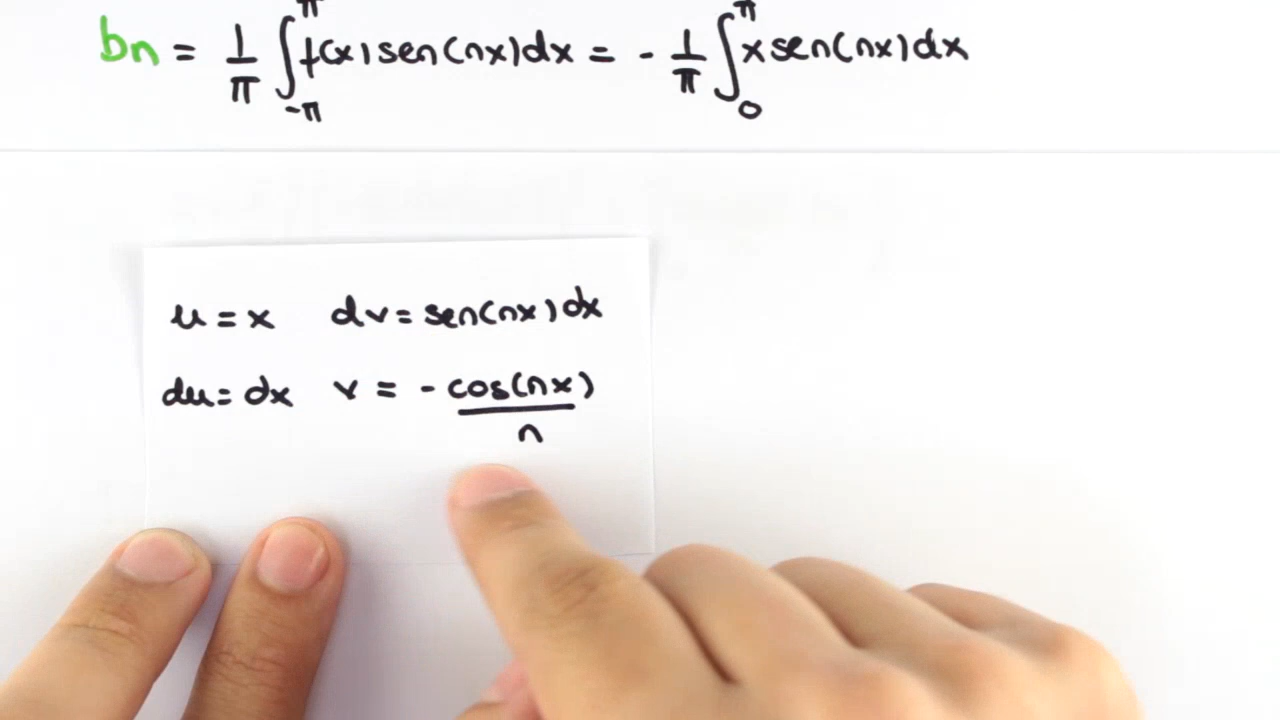 bn = 1/π ∫_{-π}^{π} f(x) sen(nx) dx = - 1/π ∫_{0}^{π} x sen(nx) dx
u = x dv = sen(nx) dx
du = dx v = - cos(nx)/n